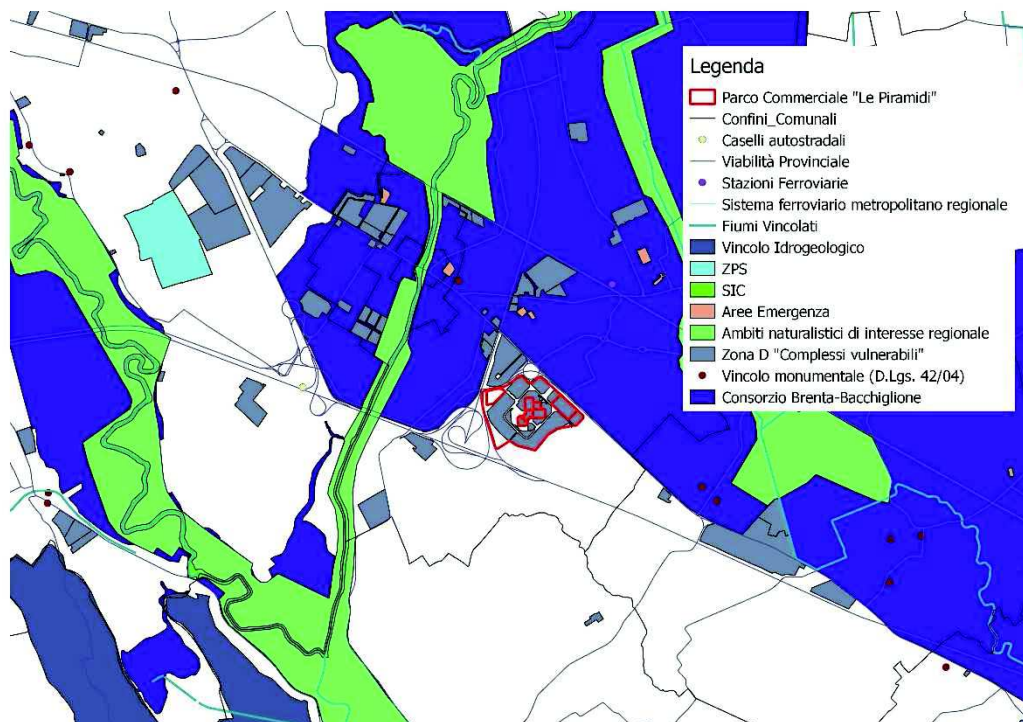 Legenda
Parco Commerciale "Le Piramidi"
Confini_Comunali
Caselli autostradali
Viabilità Provinciale
Stazioni Ferroviarie
Sistema ferroviario metropolitano regionale
Fiumi Vincolati
Vincolo Idrogeologico
ZPS
SIC
Aree Emergenza
Ambiti naturalistici di interesse regionale
Zona D "Complessi vulnerabili"
Vincolo monumentale (D.Lgs. 42/04)
Consorzio Brenta-Bacchiglione